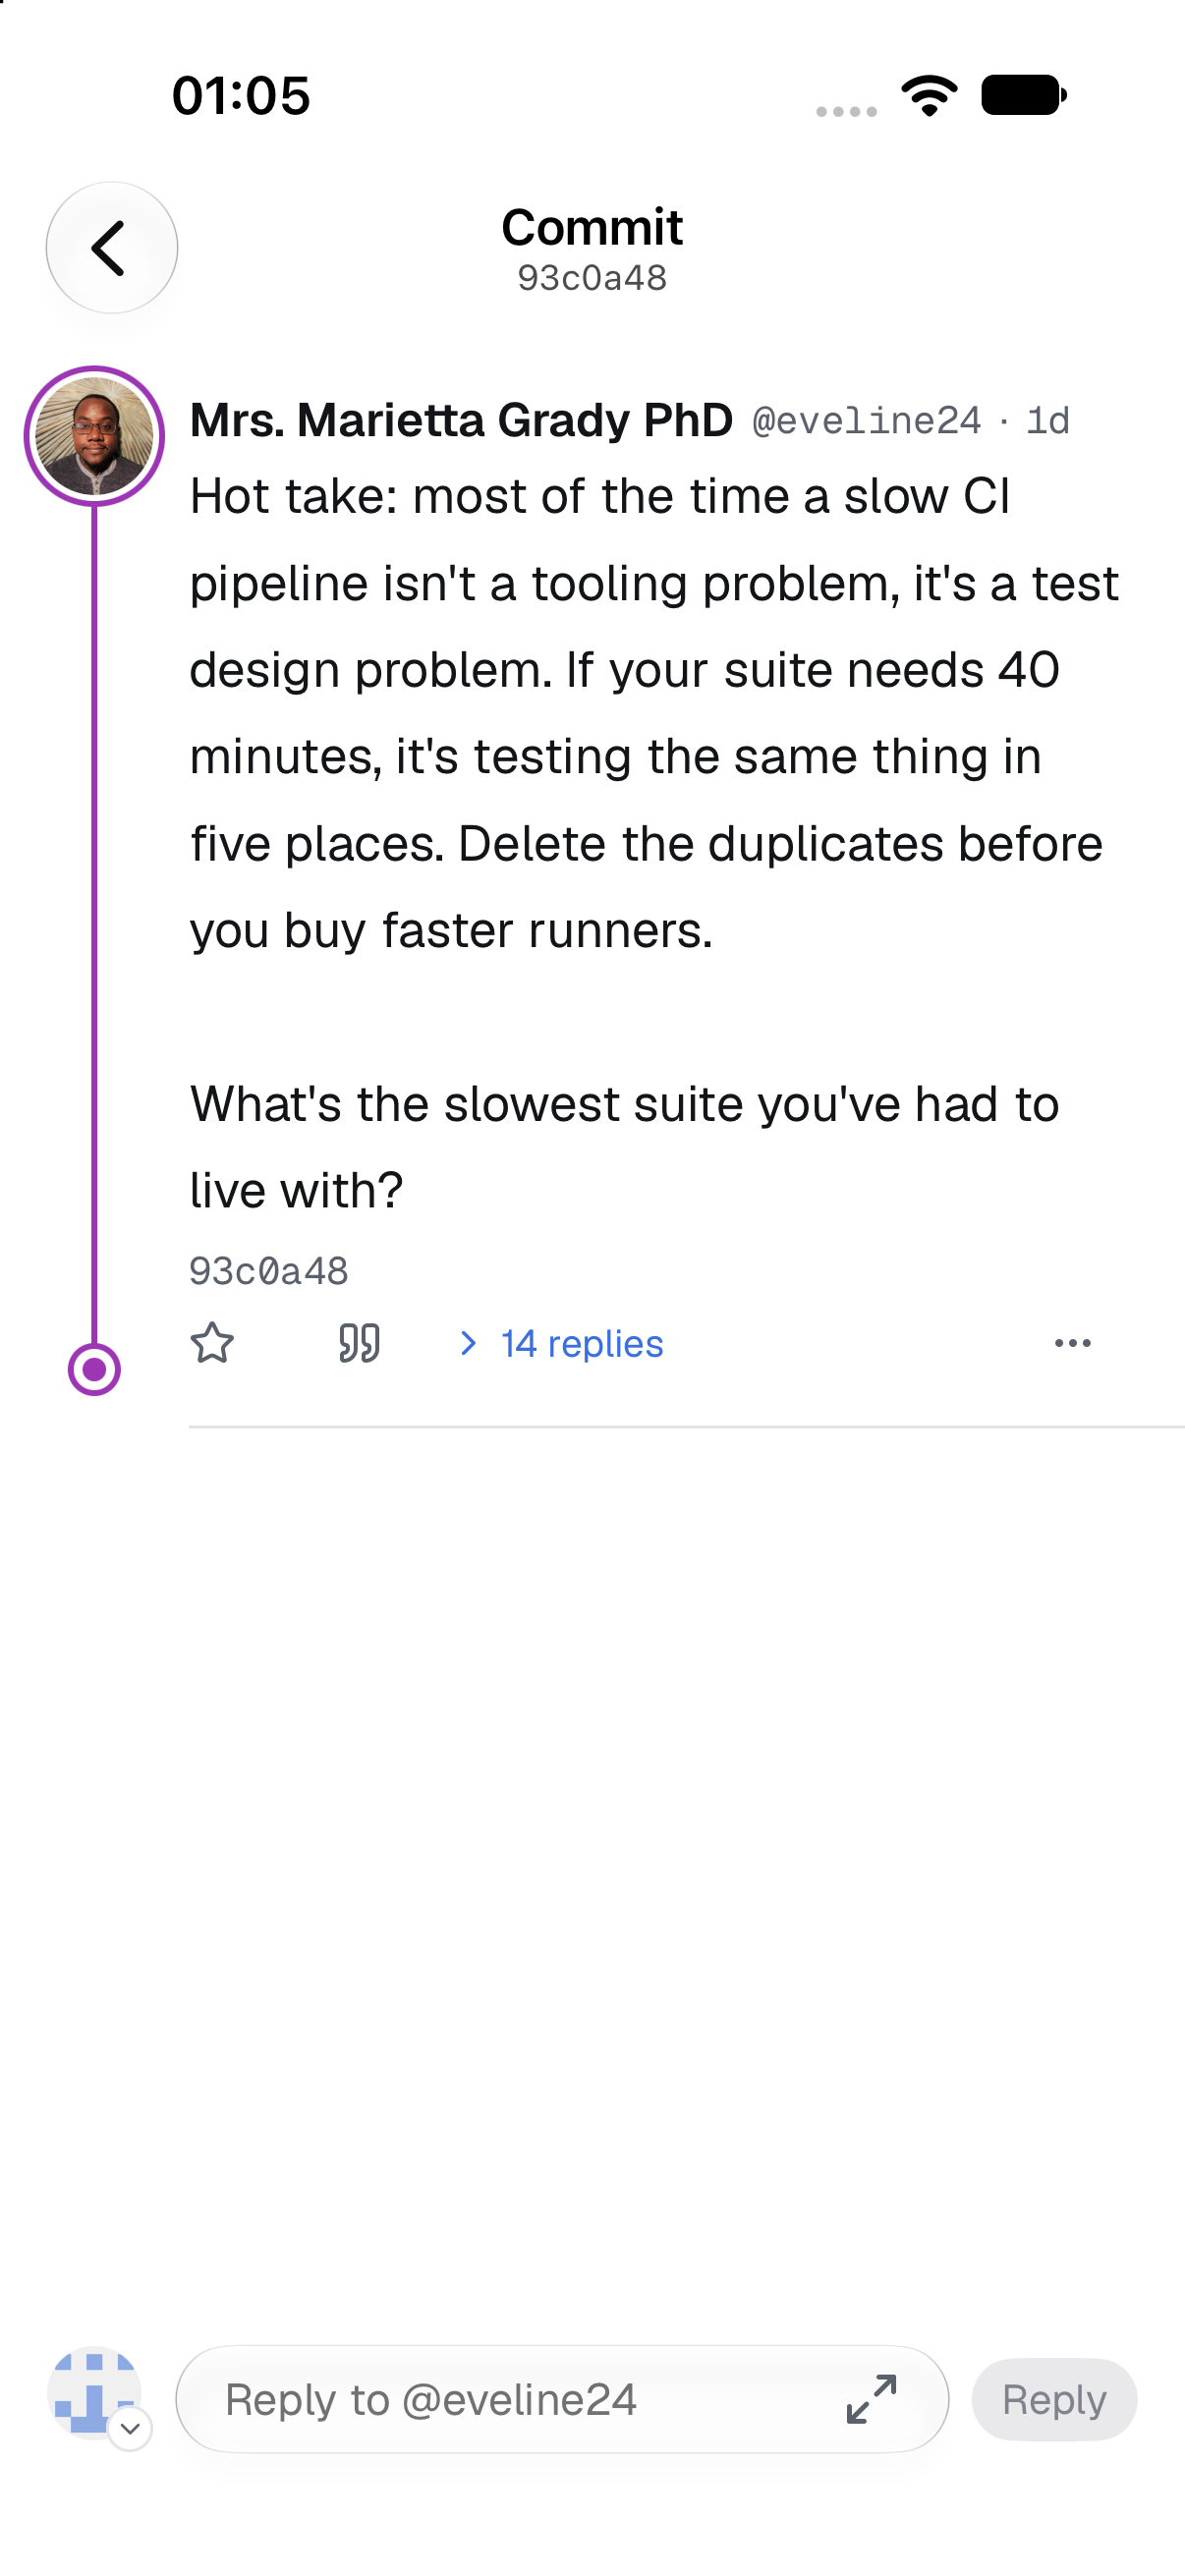 01:05
Commit
93c0a48
Mrs. Marietta Grady PhD @eveline24 · 1d
Hot take: most of the time a slow CI
pipeline isn't a tooling problem, it's a test
design problem. If your suite needs 40
minutes, it's testing the same thing in
five places. Delete the duplicates before
you buy faster runners.
What's the slowest suite you've had to
live with?
93c0a48
14 replies
Reply to @eveline24
Reply